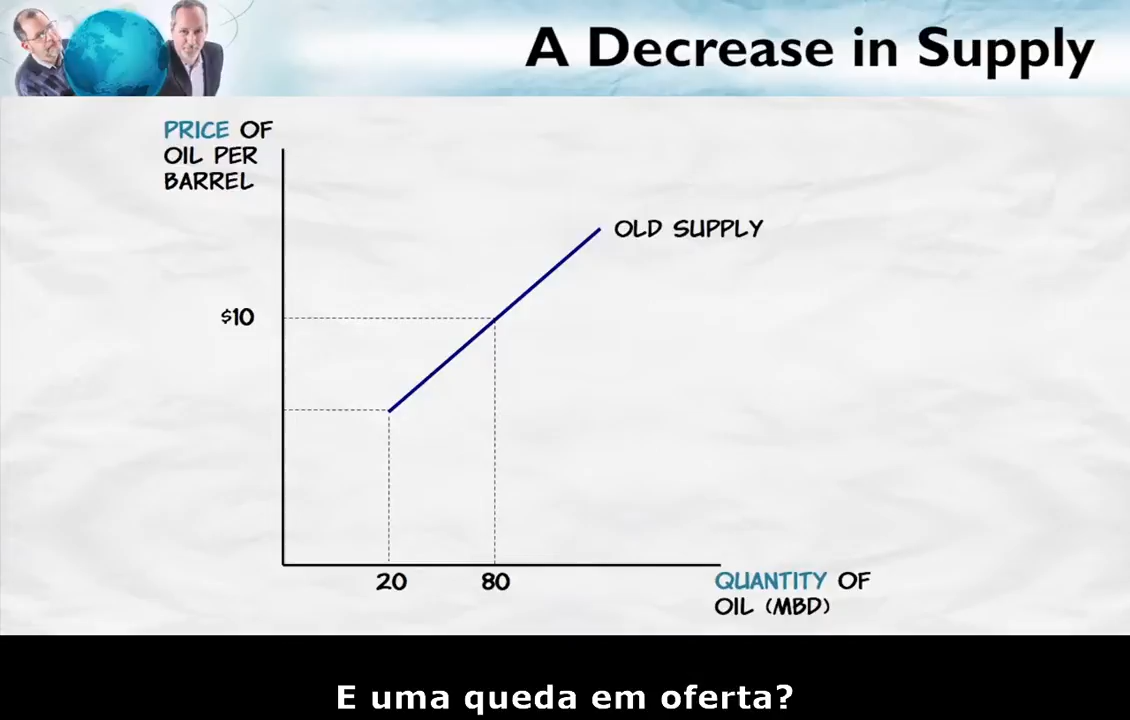 A Decrease in Supply
PRICE OF
OIL PER
BARREL
OLD SUPPLY
$10
20
80
QUANTITY OF
OIL (MBD)
E uma queda em oferta?